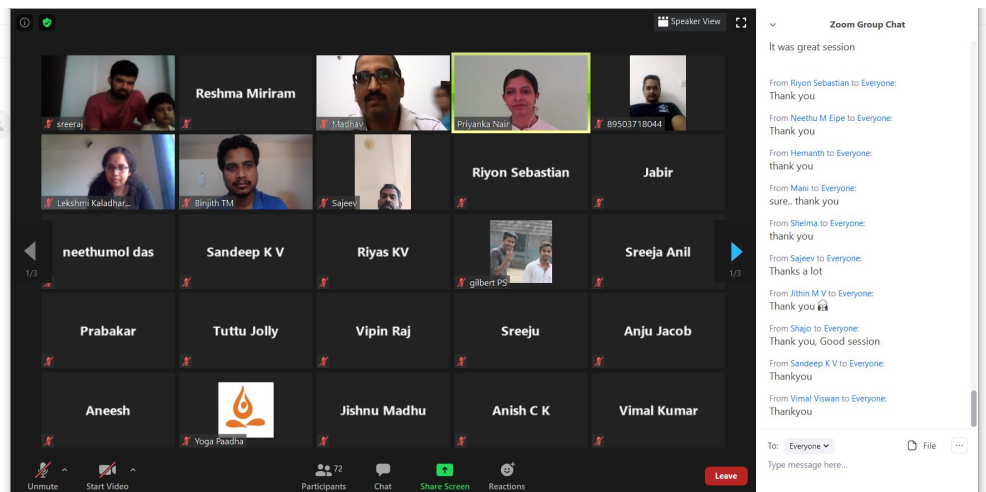 Speaker View
sreeraj
Reshma Miriram
Madhav
Priyanka Nair
89503718044
Lekshmi Kaladhar...
Binjith TM
Sajeev
Riyon Sebastian
Jabir
1/3
neethumol das
Sandeep K V
Riyas KV
gilbert PS
Sreeja Anil
1/3
Prabakar
Tuttu Jolly
Vipin Raj
Sreeju
Anju Jacob
Aneesh
Yoga Paadha
Jishnu Madhu
Anish C K
Vimal Kumar
Unmute
Start Video
72
Participants
Chat
Share Screen
Reactions
Leave
Zoom Group Chat
It was great session
From Riyon Sebastian to Everyone:
Thank you
From Neethu M Eipe to Everyone:
Thank you
From Hemanth to Everyone:
thank you
From Mani to Everyone:
sure.. thank you
From Shelma to Everyone:
thank you
From Sajeev to Everyone:
Thanks a lot
From Jithin M V to Everyone:
Thank you
From Shajo to Everyone:
Thank you, Good session
From Sandeep K V to Everyone:
Thankyou
From Vimal Viswan to Everyone:
Thankyou
To: Everyone
File
Type message here...